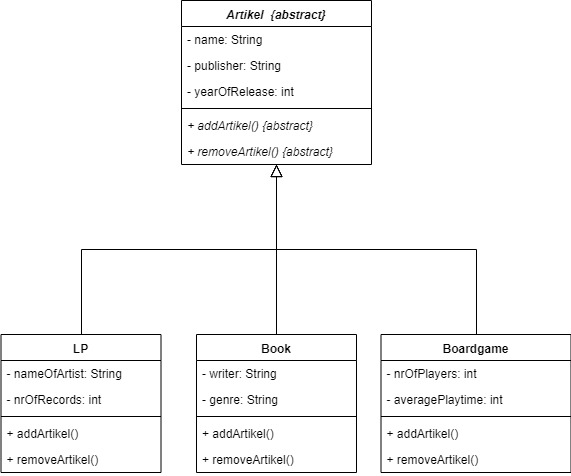 Artikel {abstract}
- name: String
- publisher: String
- yearOfRelease: int
+ addArtikel() {abstract}
+ removeArtikel() {abstract}
LP
- nameOfArtist: String
- nrOfRecords: int
+ addArtikel()
+ removeArtikel()
Book
- writer: String
- genre: String
+ addArtikel()
+ removeArtikel()
Boardgame
- nrOfPlayers: int
- averagePlaytime: int
+ addArtikel()
+ removeArtikel()